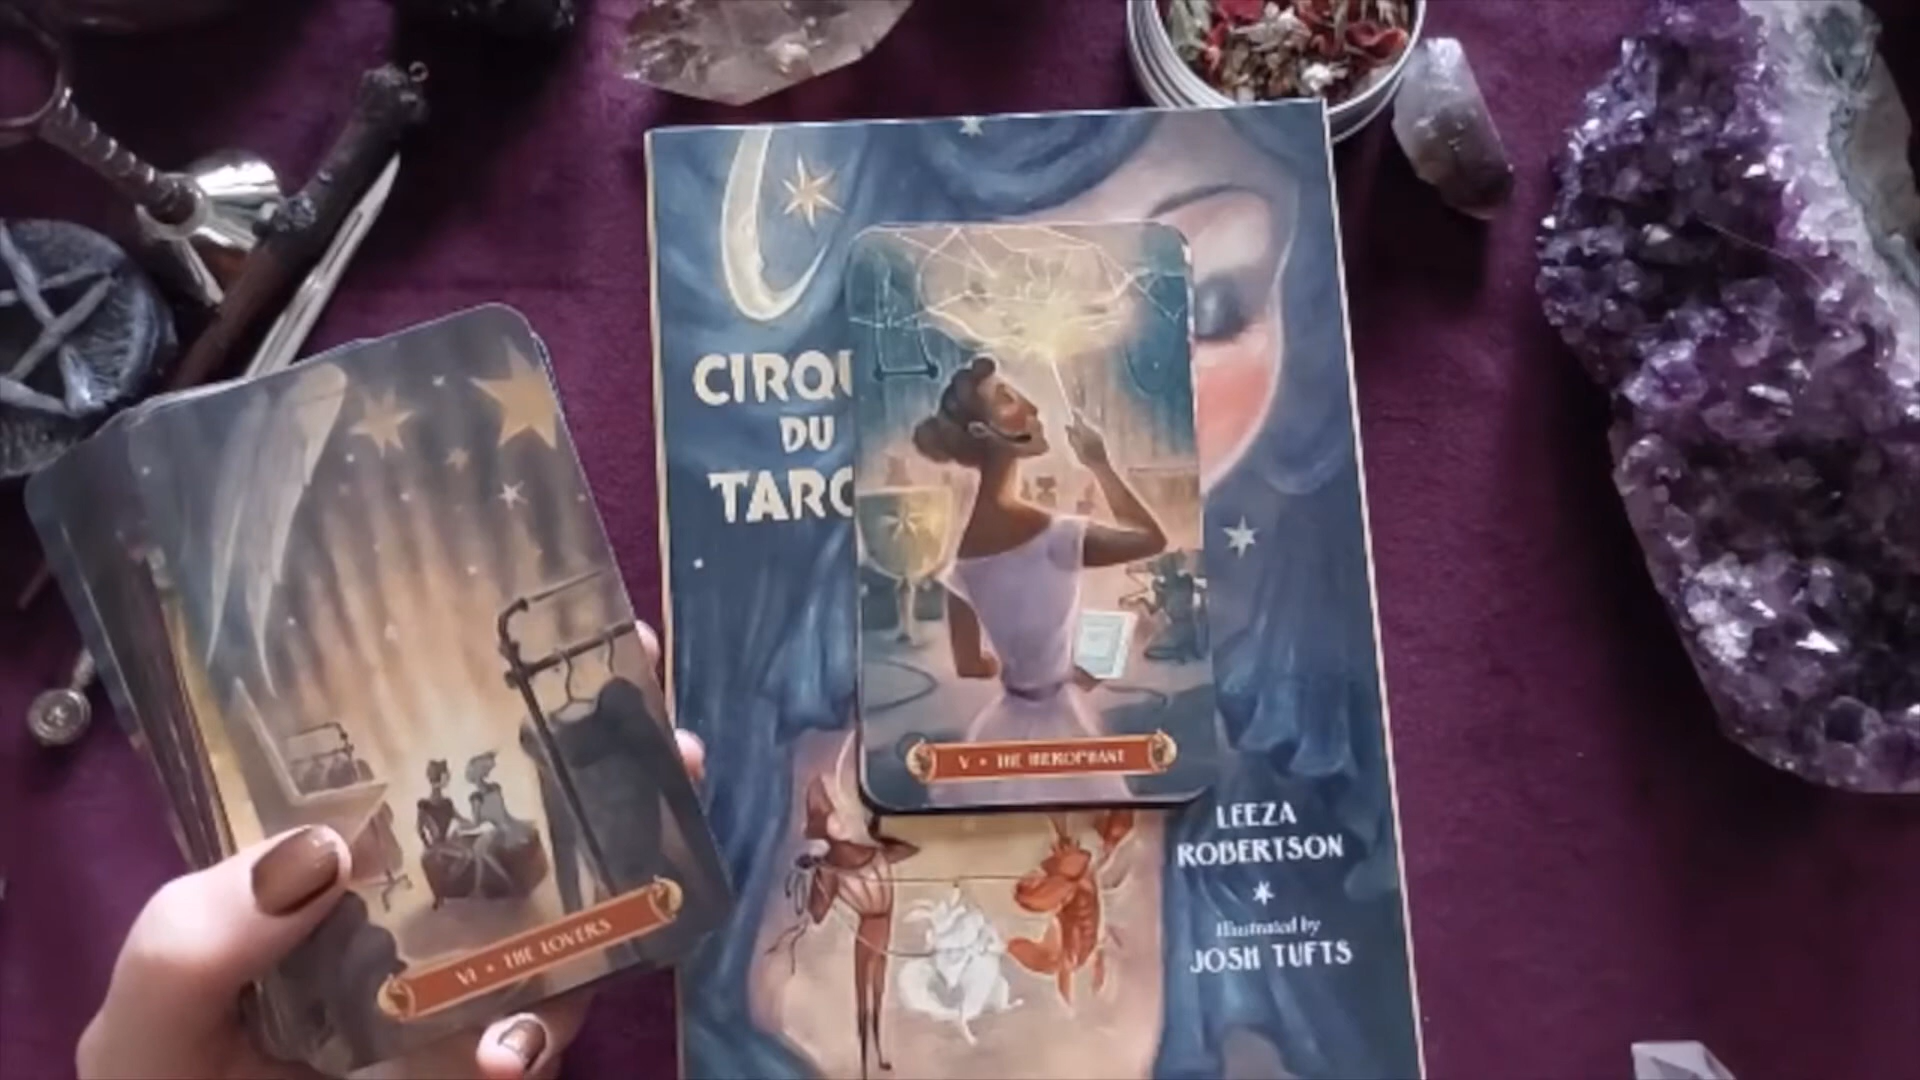 CIRQU
DU
TARO
V • THE HIEROPHANT
LEEZA
ROBERTSON
Illustrated by
JOSH TUFTS
VI • THE LOVERS